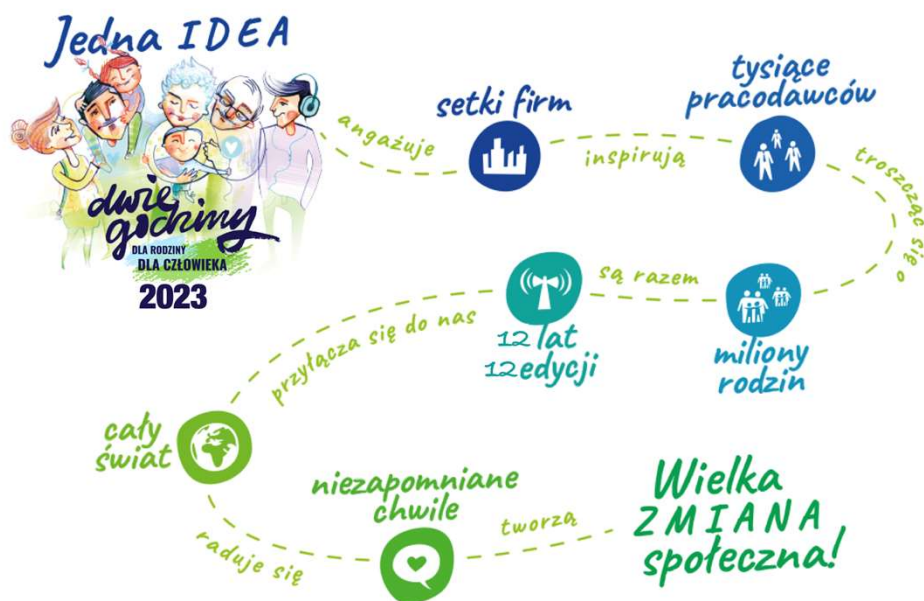 Jedna IDEA
dwie
godziny
DLA RODZINY
DLA CZŁOWIEKA
2023
angażuje
setki firm
inspirują
tysiące
pracodawców
troszcząc się o
miliony
rodzin
są razem
12 lat
12 edycji
przyłącza się do nas
cały
świat
raduje się
niezapomniane
chwile
tworzą
Wielka
ZMIANA
społeczna!